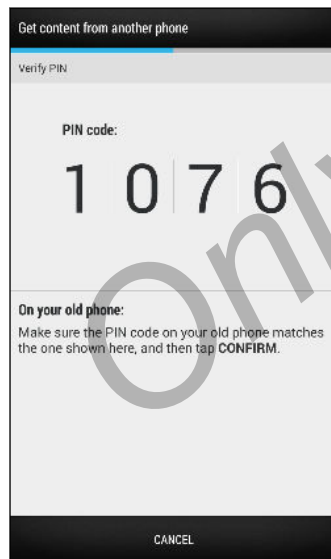 Get content from another phone
Verify PIN
PIN code:
1 0 7 6
On your old phone:
Make sure the PIN code on your old phone matches
the one shown here, and then tap CONFIRM.
CANCEL
Only